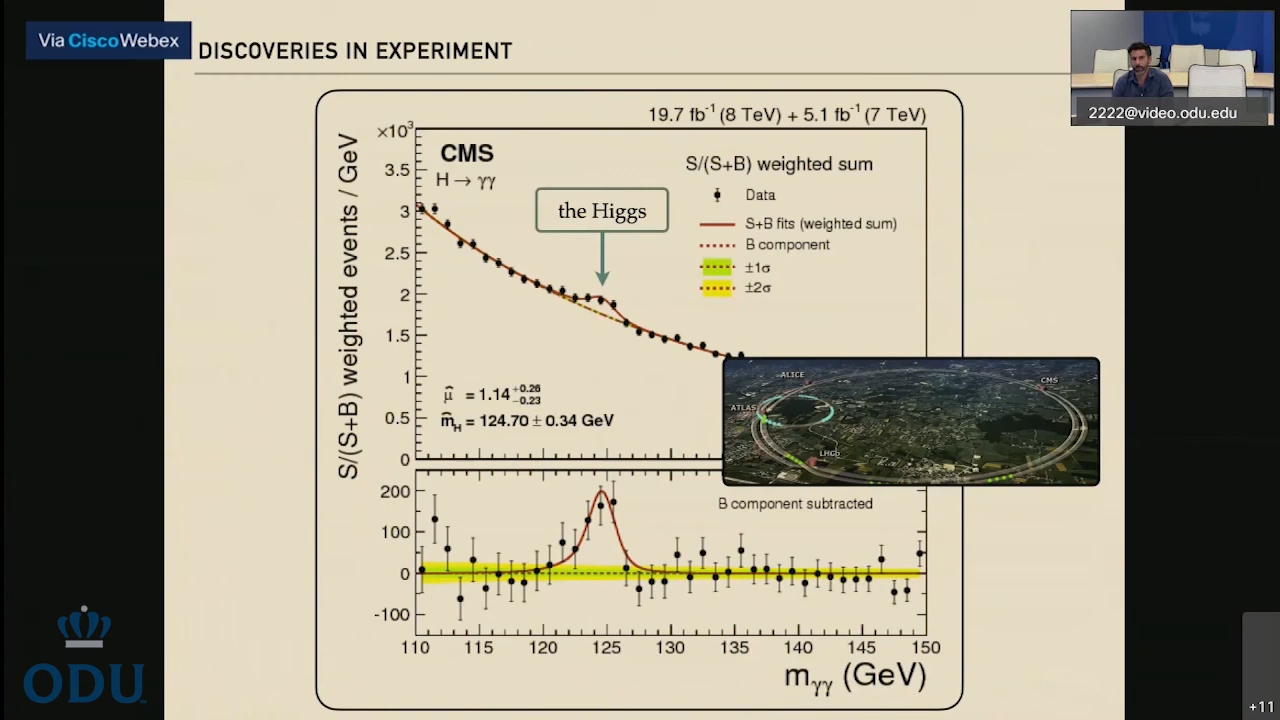 Via Cisco Webex
DISCOVERIES IN EXPERIMENT
2222@video.odu.edu
19.7 fb⁻¹ (8 TeV) + 5.1 fb⁻¹ (7 TeV)
×10³
S/(S+B) weighted events / GeV
CMS
H → γγ
the Higgs
S/(S+B) weighted sum
Data
S+B fits (weighted sum)
B component
±1σ
±2σ
3.5
3
2.5
2
1.5
1
0.5
0
μ̂ = 1.14 +0.26 −0.23
m̂_H = 124.70 ± 0.34 GeV
ALICE
CMS
ATLAS
LHCb
B component subtracted
200
100
0
-100
110 115 120 125 130 135 140 145 150
m_γγ (GeV)
ODU
+11